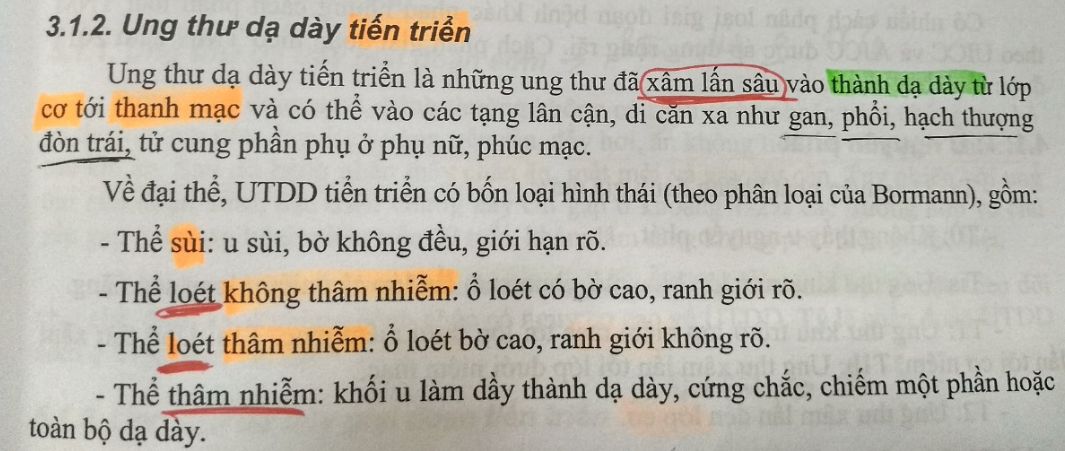 3.1.2. Ung thư dạ dày tiến triển
Ung thư dạ dày tiến triển là những ung thư đã xâm lấn sâu vào thành dạ dày từ lớp
cơ tới thanh mạc và có thể vào các tạng lân cận, di căn xa như gan, phổi, hạch thượng
đòn trái, tử cung phần phụ ở phụ nữ, phúc mạc.
Về đại thể, UTDD tiển triển có bốn loại hình thái (theo phân loại của Bormann), gồm:
- Thể sùi: u sùi, bờ không đều, giới hạn rõ.
- Thể loét không thâm nhiễm: ổ loét có bờ cao, ranh giới rõ.
- Thể loét thâm nhiễm: ổ loét bờ cao, ranh giới không rõ.
- Thể thâm nhiễm: khối u làm dầy thành dạ dày, cứng chắc, chiếm một phần hoặc
toàn bộ dạ dày.